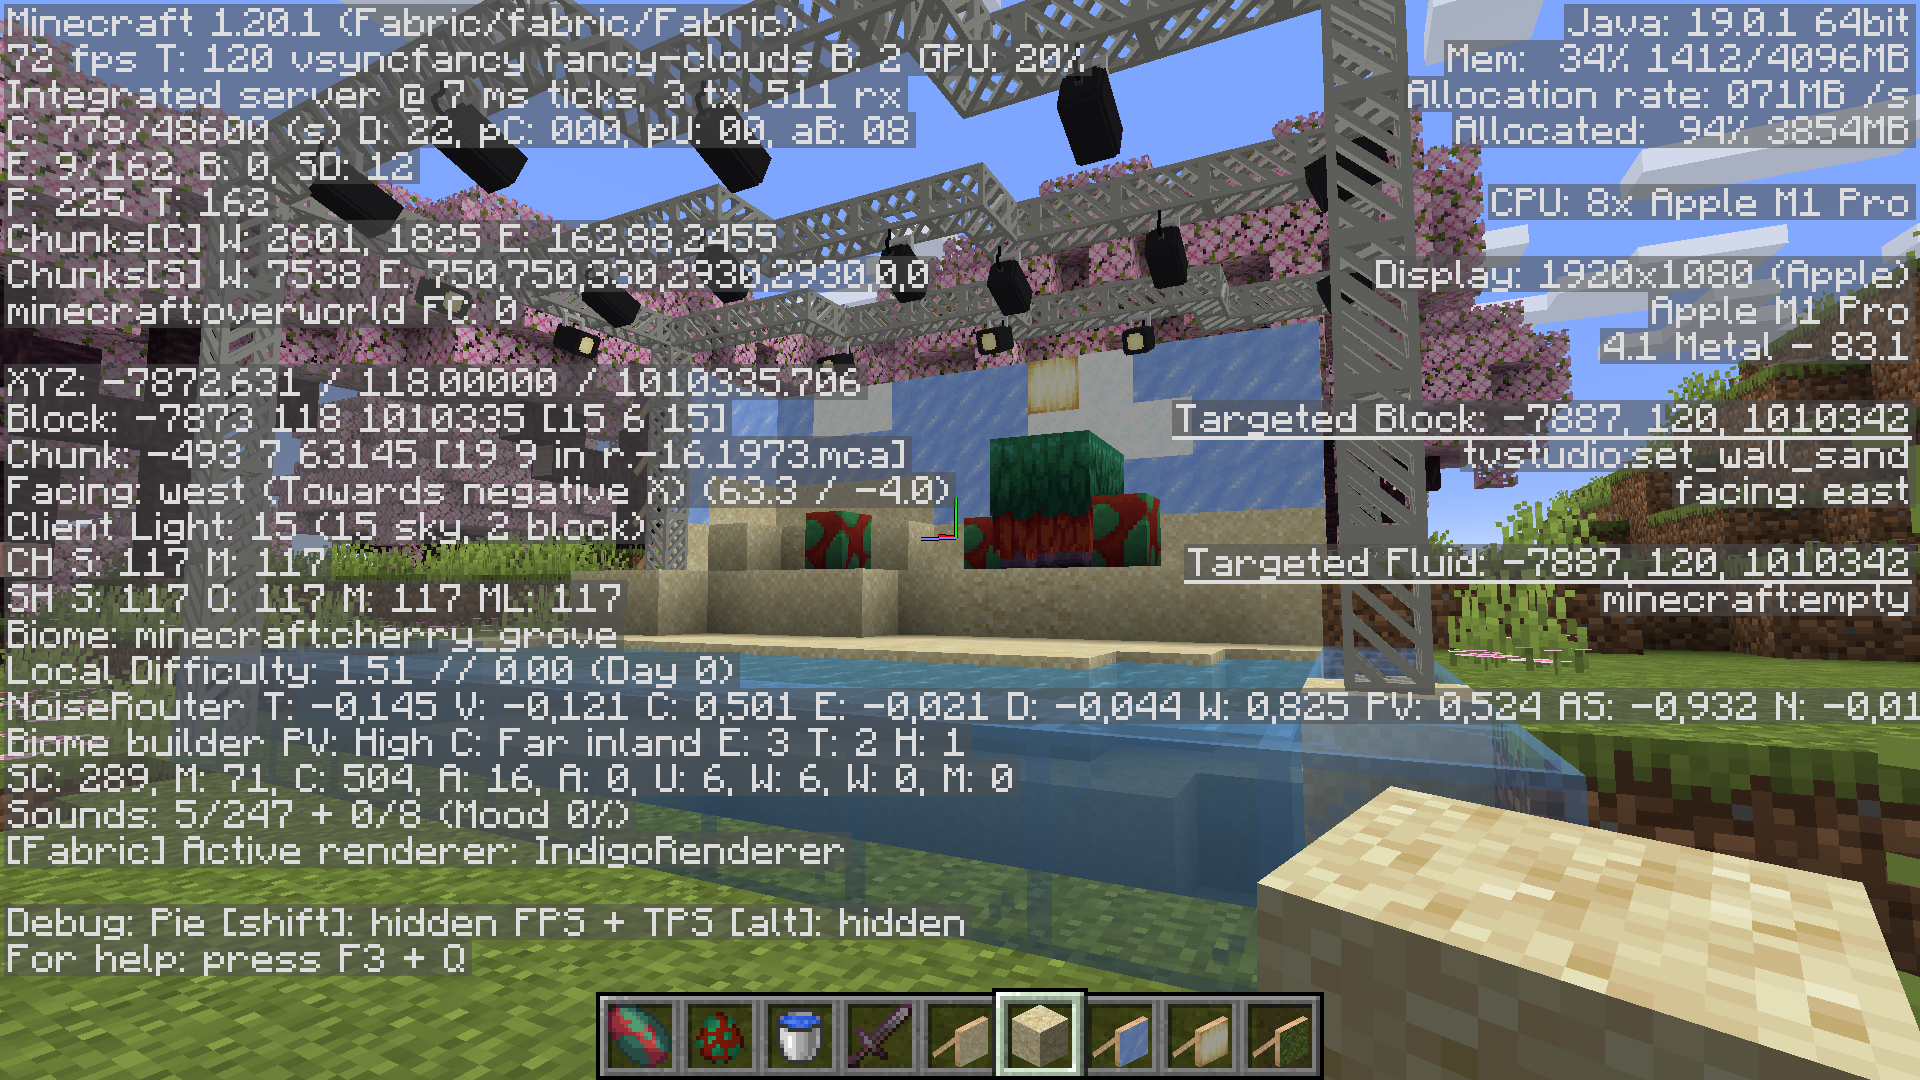 Minecraft 1.20.1 (Fabric/fabric/Fabric)
72 fps T: 120 vsyncfancy fancy-clouds B: 2 GPU: 20%
Integrated server @ 7 ms ticks, 3 tx, 511 rx
C: 778/48600 (s) D: 22, pC: 000, pU: 00, aB: 08
E: 9/162, B: 0, SD: 12
P: 225. T: 162
Chunks[C] W: 2601, 1825 E: 162,88,2455
Chunks[S] W: 7538 E: 750,750,330,2930,2930,0,0
minecraft:overworld FC: 0
XYZ: -7872,631 / 118.00000 / 1010335,706
Block: -7873 118 1010335 [15 6 15]
Chunk: -493 7 63145 [19 9 in r.-16.1973.mca]
Facing: west (Towards negative X) (63.3 / -4.0)
Client Light: 15 (15 sky, 2 block)
CH S: 117 M: 117
SH S: 117 O: 117 M: 117 ML: 117
Biome: minecraft:cherry_grove
Local Difficulty: 1.51 // 0.00 (Day 0)
NoiseRouter T: -0,145 V: -0,121 C: 0,501 E: -0,021 D: -0,044 W: 0,825 PV: 0,524 AS: -0,932 N: -0,01
Biome builder PV: High C: Far inland E: 3 T: 2 H: 1
SC: 289, M: 71, C: 504, A: 16, A: 0, U: 6, W: 6, W: 0, M: 0
Sounds: 5/247 + 0/8 (Mood 0%)
[Fabric] Active renderer: IndigoRenderer
Debug: Pie [shift]: hidden FPS + TPS [alt]: hidden
For help: press F3 + Q
Java: 19.0.1 64bit
Mem: 34% 1412/4096MB
Allocation rate: 071MB /s
Allocated: 94% 3854MB
CPU: 8x Apple M1 Pro
Display: 1920x1080 (Apple)
Apple M1 Pro
4.1 Metal - 83.1
Targeted Block: -7887, 120, 1010342
tvstudio:set_wall_sand
facing: east
Targeted Fluid: -7887, 120, 1010342
minecraft:empty